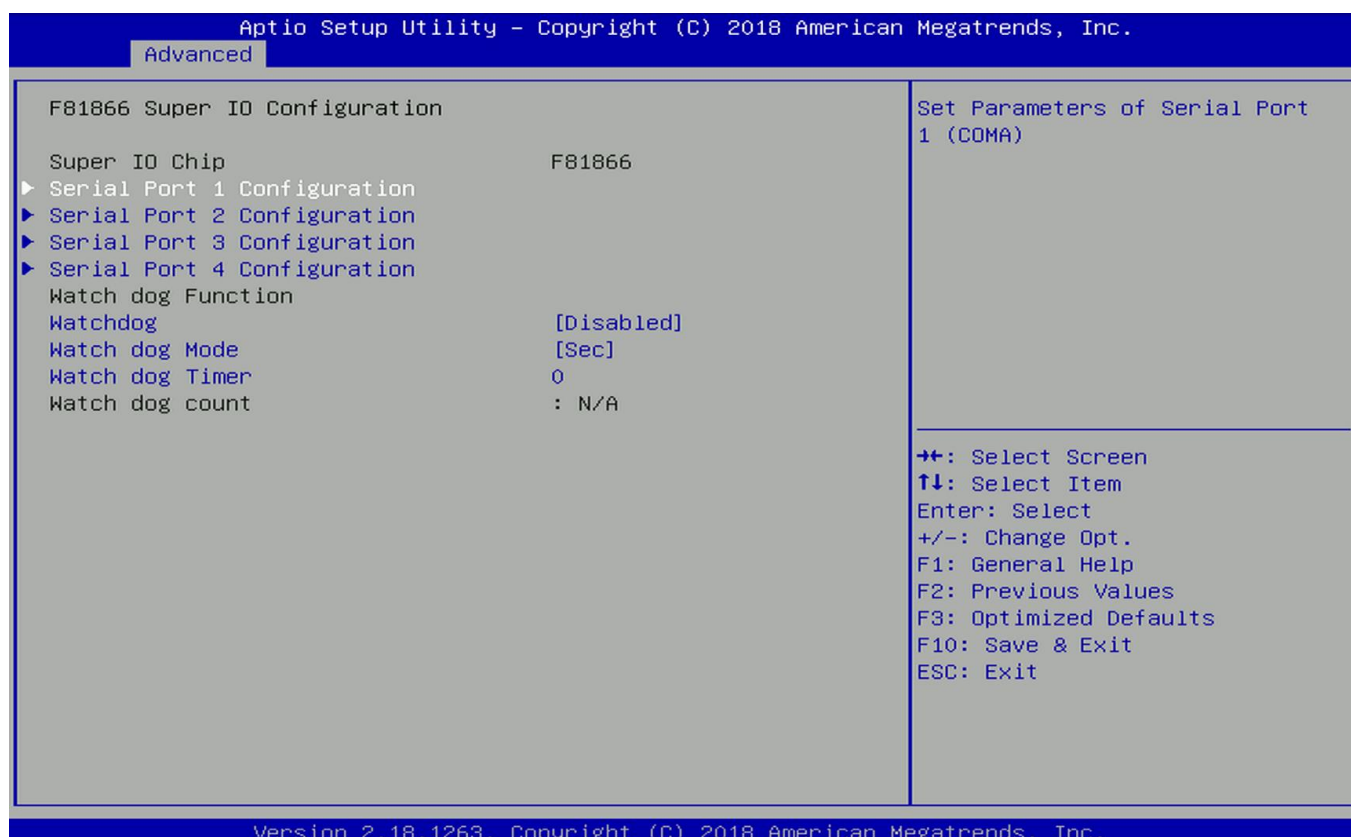 Aptio Setup Utility – Copyright (C) 2018 American Megatrends, Inc.
Advanced
F81866 Super IO Configuration
Super IO Chip F81866
▶ Serial Port 1 Configuration
▶ Serial Port 2 Configuration
▶ Serial Port 3 Configuration
▶ Serial Port 4 Configuration
Watch dog Function
Watchdog [Disabled]
Watch dog Mode [Sec]
Watch dog Timer 0
Watch dog count : N/A
Set Parameters of Serial Port
1 (COMA)
→←: Select Screen
↑↓: Select Item
Enter: Select
+/-: Change Opt.
F1: General Help
F2: Previous Values
F3: Optimized Defaults
F10: Save & Exit
ESC: Exit
Version 2.18.1263. Copyright (C) 2018 American Megatrends, Inc.